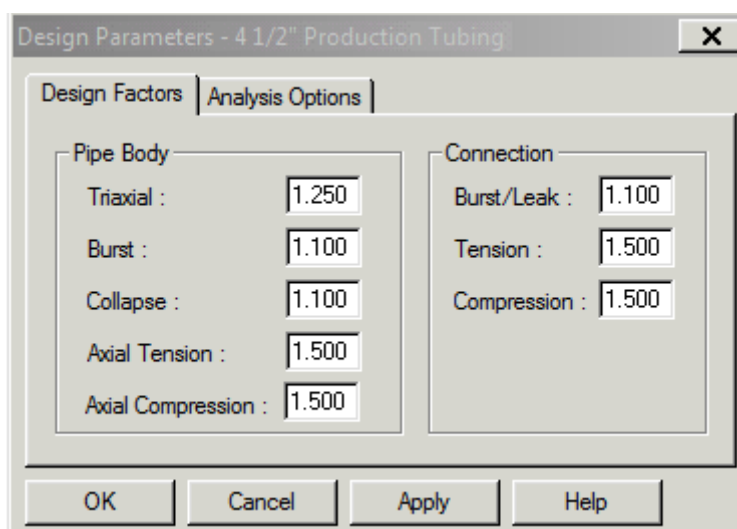 Design Parameters - 4 1/2" Production Tubing
Design Factors
Analysis Options
Pipe Body
Triaxial : 1.250
Burst : 1.100
Collapse : 1.100
Axial Tension : 1.500
Axial Compression : 1.500
Connection
Burst/Leak : 1.100
Tension : 1.500
Compression : 1.500
OK
Cancel
Apply
Help